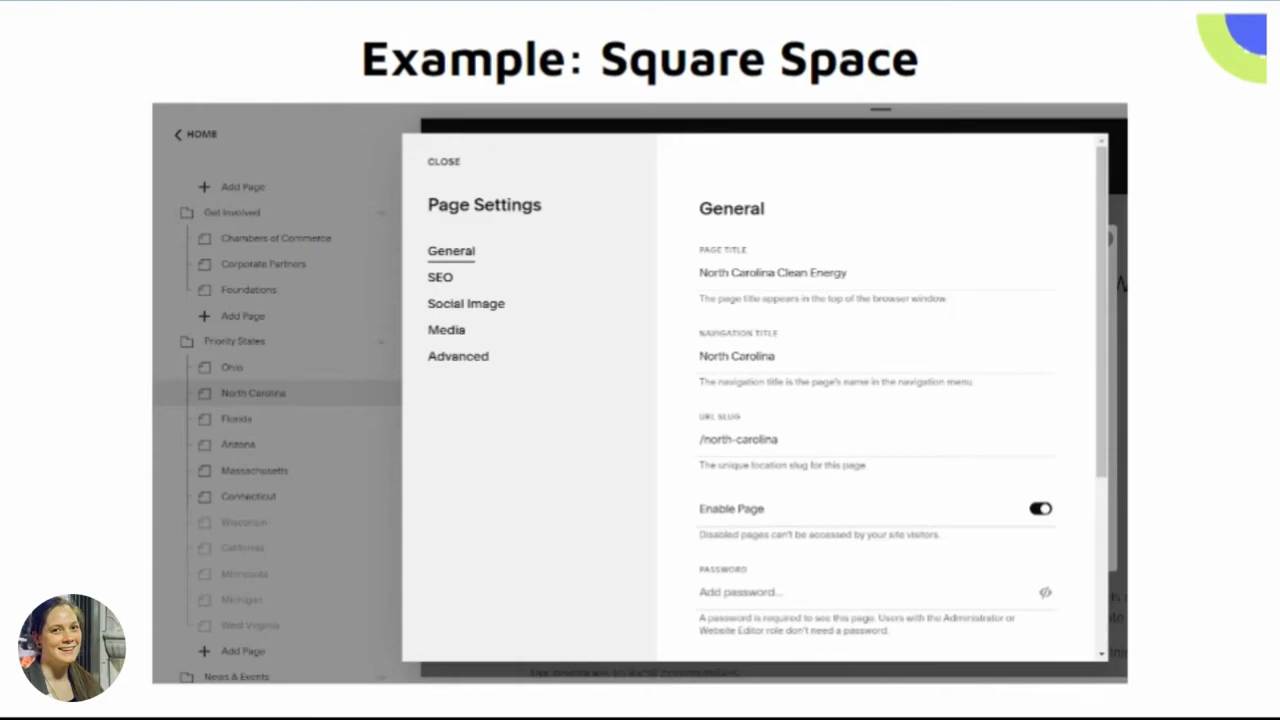 Example: Square Space
HOME
Add Page
Get Involved
Chambers of Commerce
Corporate Partners
Foundations
Add Page
Priority States
Ohio
North Carolina
Florida
Arizona
Massachusetts
Connecticut
Wisconsin
California
Minnesota
Michigan
West Virginia
Add Page
News & Events
CLOSE
Page Settings
General
SEO
Social Image
Media
Advanced
General
PAGE TITLE
North Carolina Clean Energy
The page title appears in the top of the browser window.
NAVIGATION TITLE
North Carolina
The navigation title is the page's name in the navigation menu.
URL SLUG
/north-carolina
The unique location slug for this page.
Enable Page
Disabled pages can't be accessed by your site visitors.
PASSWORD
Add password...
A password is required to see this page. Users with the Administrator or
Website Editor role don't need a password.